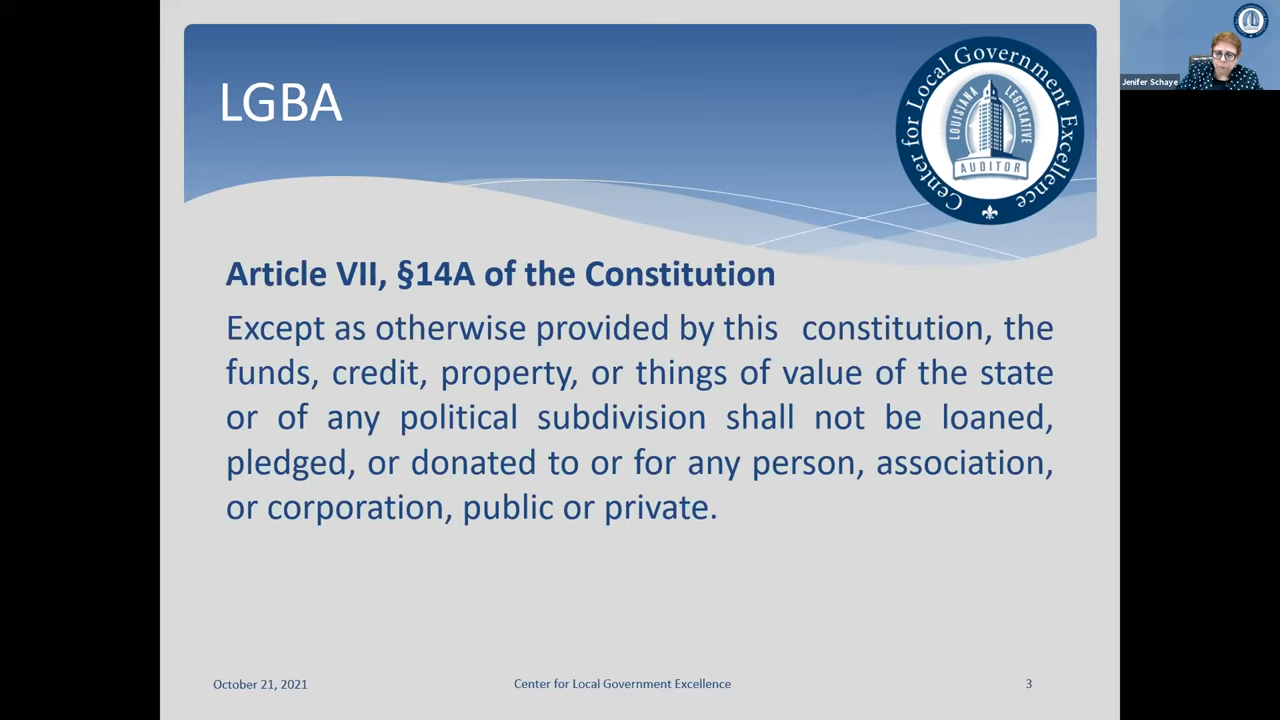 LGBA
Center for Local Government Excellence
LOUISIANA LEGISLATIVE
AUDITOR
Jenifer Schaye
Article VII, §14A of the Constitution
Except as otherwise provided by this constitution, the
funds, credit, property, or things of value of the state
or of any political subdivision shall not be loaned,
pledged, or donated to or for any person, association,
or corporation, public or private.
October 21, 2021
Center for Local Government Excellence
3